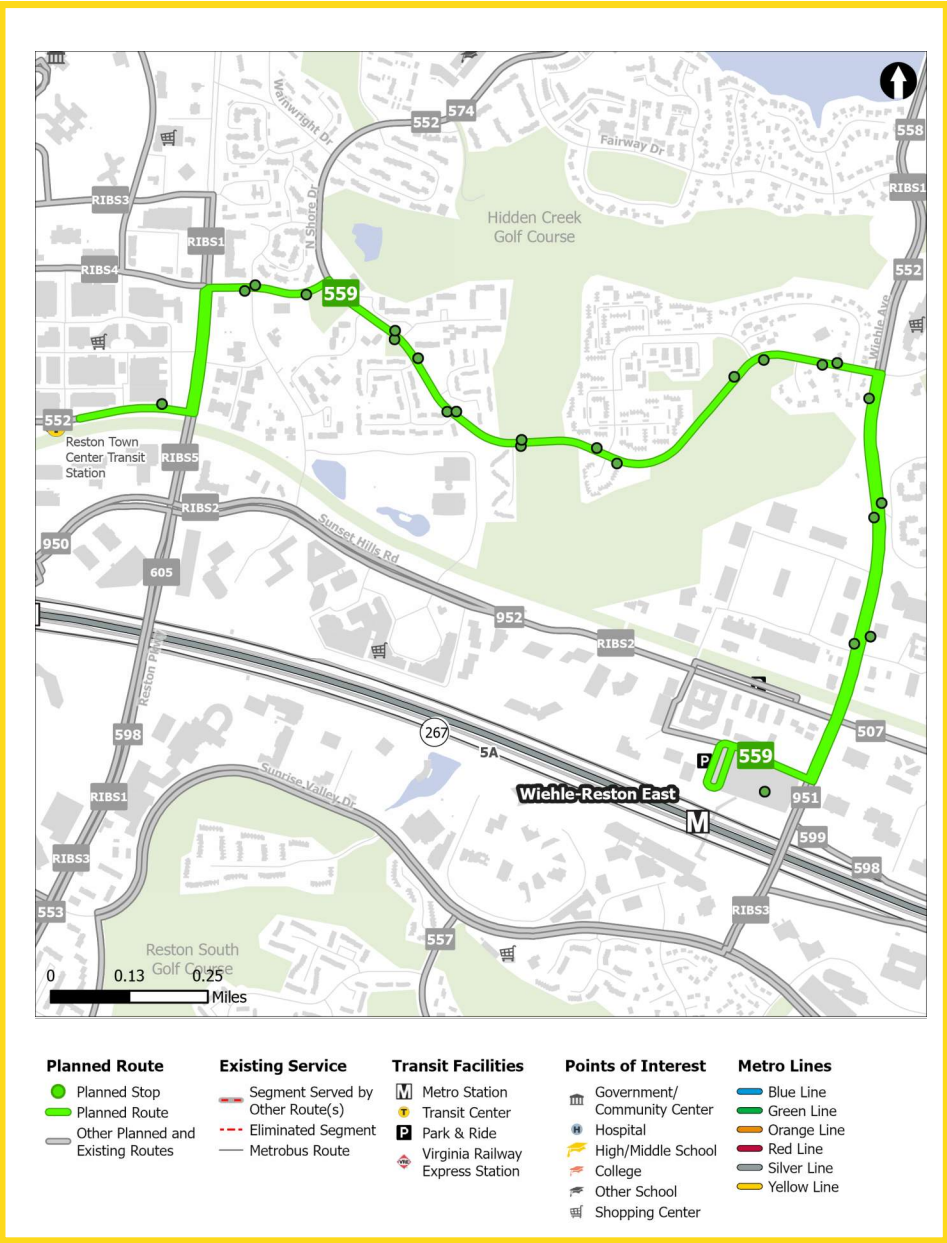 574
552
Wainwright Dr
558
Fairway Dr
RIBS3
RIBS1
N Shore Dr
Hidden Creek
Golf Course
RIBS1
RIBS4
552
559
Wiehle Ave
552
Reston Town
Center Transit
Station
RIBS5
RIBS2
Sunset Hills Rd
950
605
952
RIBS2
Reston Pkwy
P
598
267
5A
507
P
559
Wiehle-Reston East
M
951
Sunrise Valley Dr
RIBS1
599
RIBS3
598
553
RIBS3
557
Reston South
Golf Course
0 0.13 0.25
Miles
Planned Route
Planned Stop
Planned Route
Other Planned and
Existing Routes
Existing Service
Segment Served by
Other Route(s)
Eliminated Segment
Metrobus Route
Transit Facilities
M Metro Station
T Transit Center
P Park & Ride
VRE Virginia Railway
Express Station
Points of Interest
Government/
Community Center
H Hospital
High/Middle School
College
Other School
Shopping Center
Metro Lines
Blue Line
Green Line
Orange Line
Red Line
Silver Line
Yellow Line